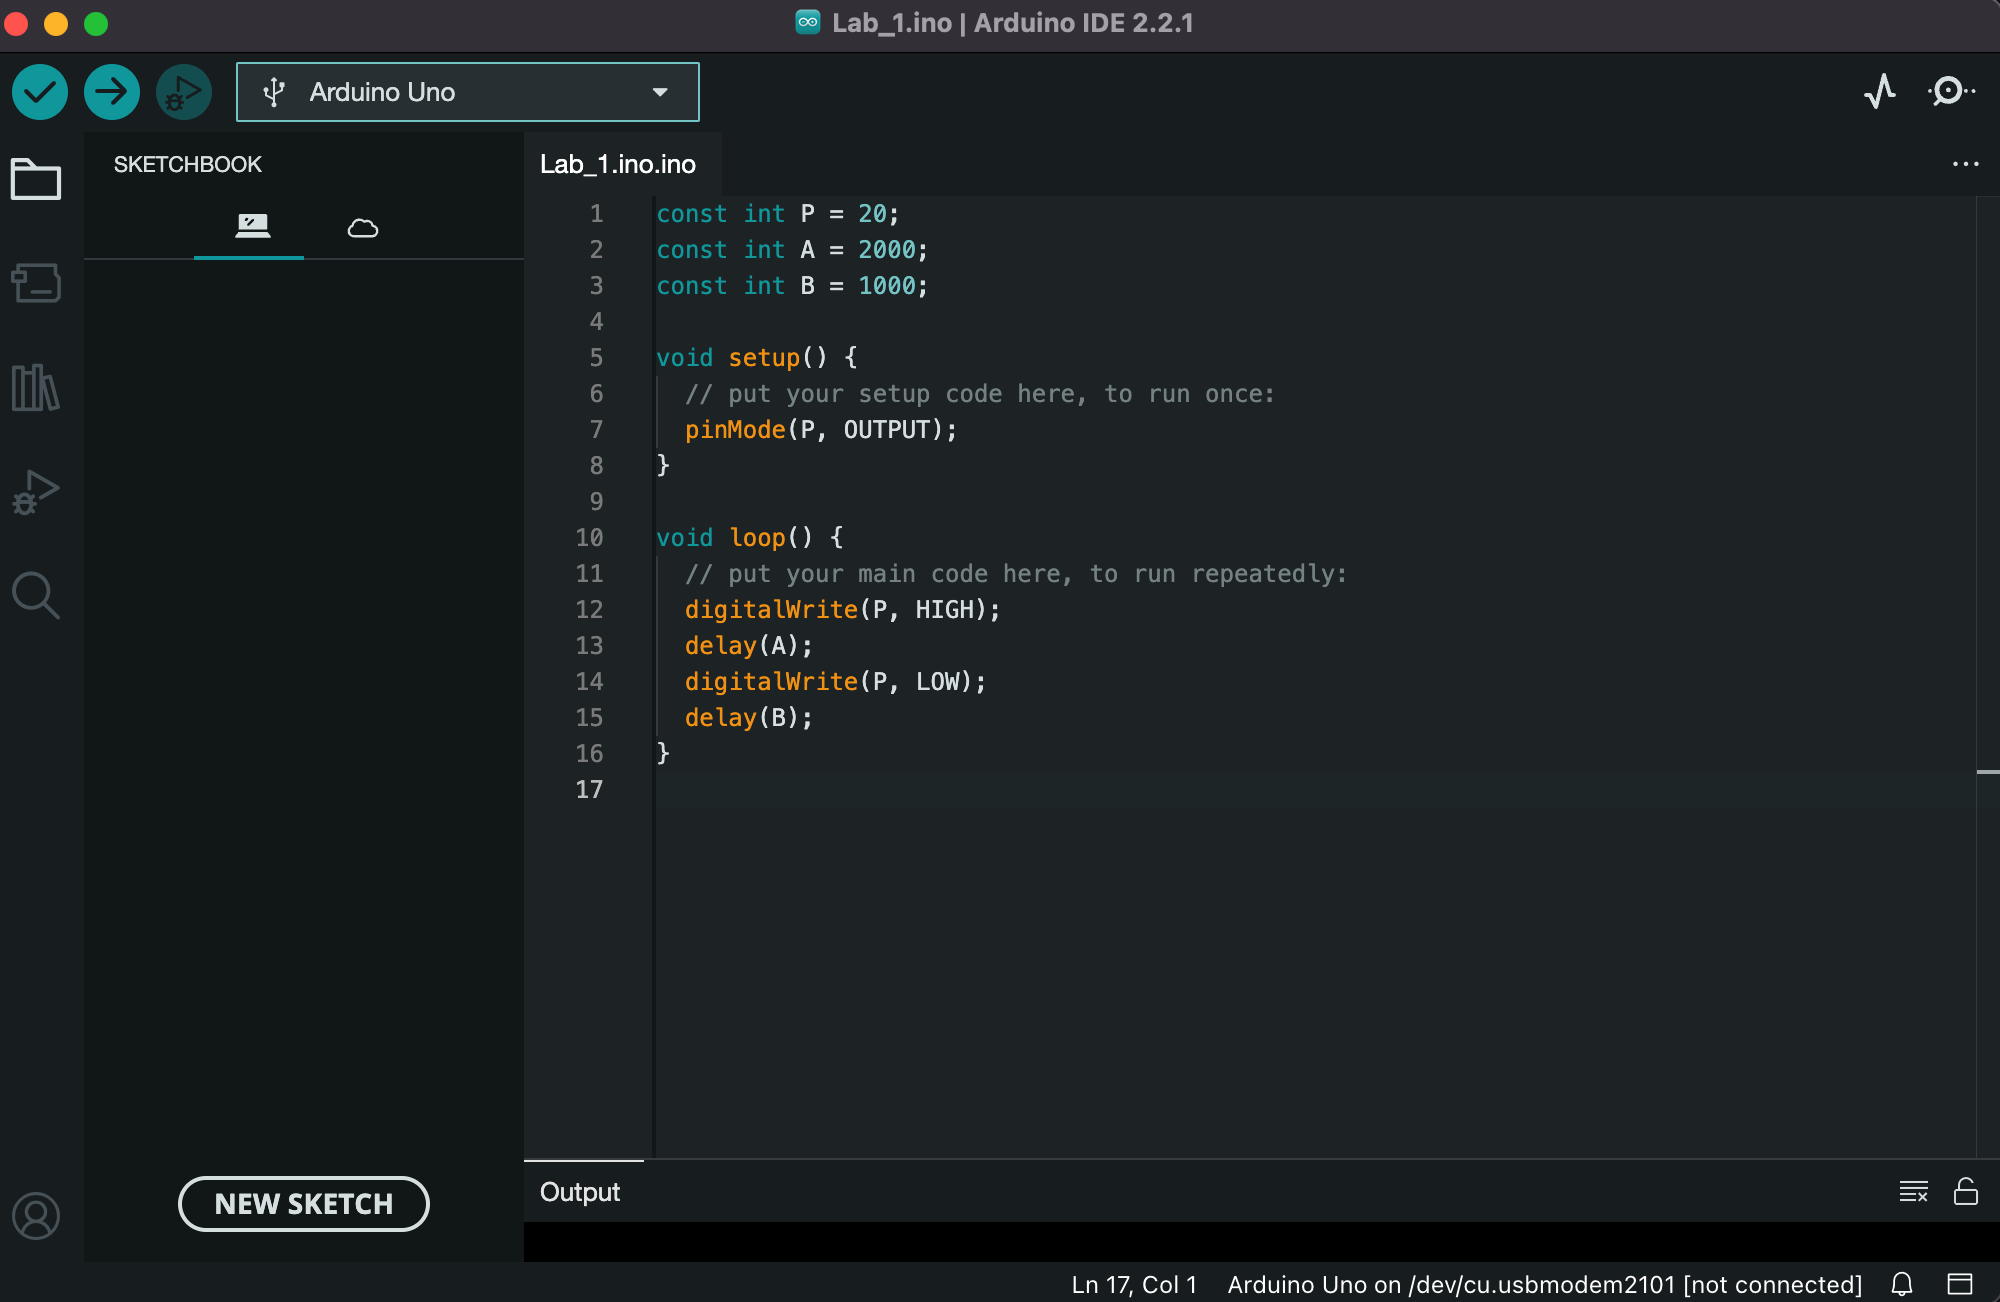 Lab_1.ino | Arduino IDE 2.2.1
Arduino Uno
SKETCHBOOK
Lab_1.ino.ino
1 const int P = 20;
2 const int A = 2000;
3 const int B = 1000;
4
5 void setup() {
6   // put your setup code here, to run once:
7   pinMode(P, OUTPUT);
8 }
9
10 void loop() {
11   // put your main code here, to run repeatedly:
12   digitalWrite(P, HIGH);
13   delay(A);
14   digitalWrite(P, LOW);
15   delay(B);
16 }
17
NEW SKETCH
Output
Ln 17, Col 1 Arduino Uno on /dev/cu.usbmodem2101 [not connected]